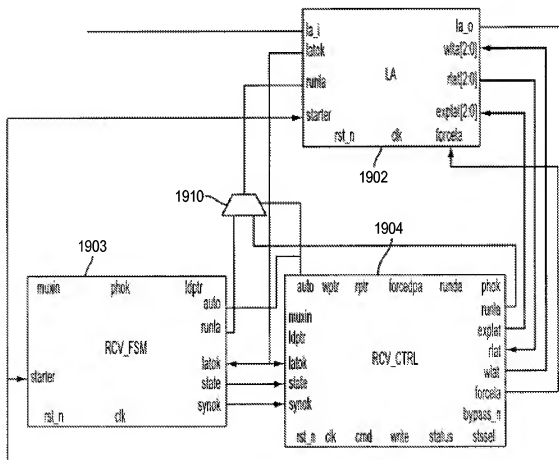 la_i
la_o
latok
wlta[2:0]
LA
rlat[2:0]
runla
explat[2:0]
starter
rst_n clk forcela
1902
1910
1903
1904
muxin phok ldptr
auto
runla
RCV_FSM
latok
starter
state
synok
rst_n clk
auto wptr rptr forcedpa runde phok
runla
muxin
explat
ldptr
rlat
RCV_CTRL
latok
wlat
state
forcela
synok
bypass_n
rst_n clk cmd write status stssel